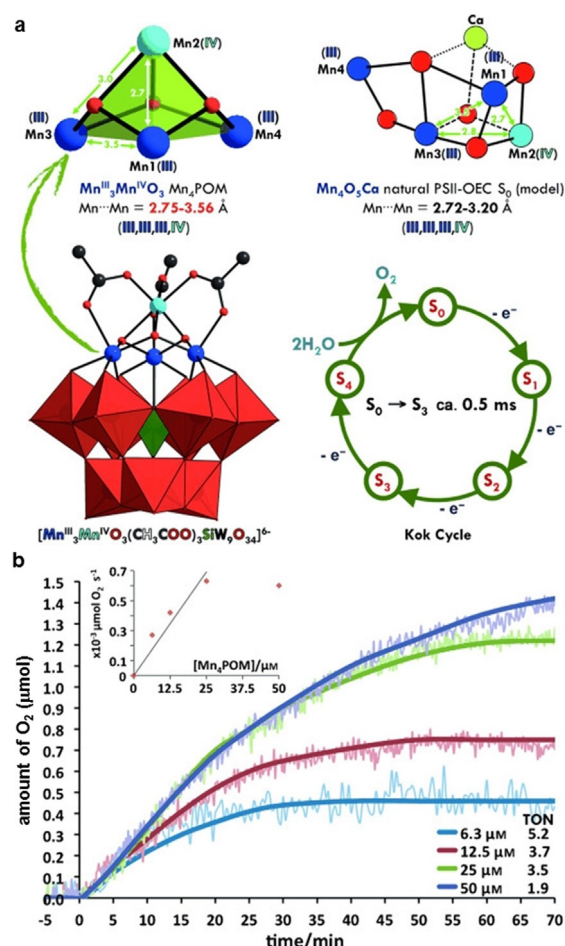 a
Mn2(IV)
3.0
2.7
(III)
Mn3
(III)
Mn4
3.5
Mn1(III)
MnIII3MnIVO3 Mn4POM
Mn···Mn = 2.75-3.56 Å
(III,III,III,IV)
Ca
(III)
Mn4
(III)
Mn1
2.7
2.8
Mn3(III)
Mn2(IV)
Mn4O5Ca natural PSII-OEC S0 (model)
Mn···Mn = 2.72-3.20 Å
(III,III,III,IV)
[MnIII3MnIVO3(CH3COO)3SiW9O34]6-
O2
2H2O
S0
- e-
S1
- e-
S2
- e-
S3
- e-
S4
S0 → S3 ca. 0.5 ms
Kok Cycle
b
x10-3 μmol O2 s-1
0.7
0.6
0.3
0
0
12.5
25
37.5
50
[Mn4POM]/μM
amount of O2 (μmol)
1.5
1.4
1.3
1.2
1.1
1.0
0.9
0.8
0.7
0.6
0.5
0.4
0.3
0.2
0.1
0.0
-5 0 5 10 15 20 25 30 35 40 45 50 55 60 65 70
time/min
TON
6.3 μM 5.2
12.5 μM 3.7
25 μM 3.5
50 μM 1.9